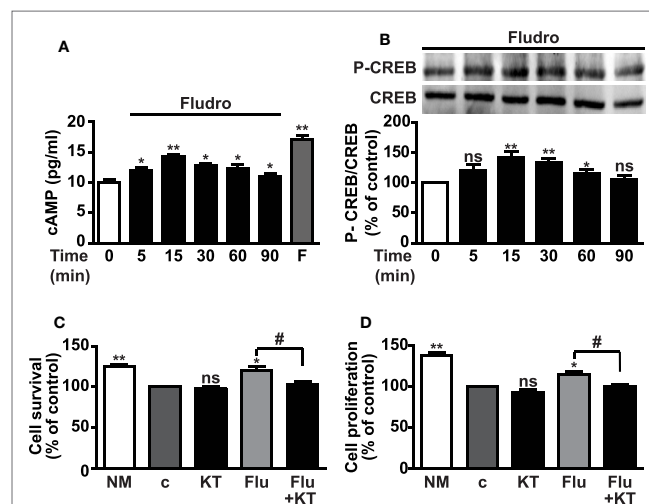 A
Fludro
cAMP (pg/ml)
20
15
10
5
0
* ** * * * **
Time 0 5 15 30 60 90 F
(min)
B
Fludro
P-CREB
CREB
P- CREB/CREB
(% of control)
200
150
100
50
0
ns ** ** * ns
Time 0 5 15 30 60 90
(min)
C
Cell survival
(% of control)
150
100
50
0
** ns * #
NM c KT Flu Flu
+KT
D
Cell proliferation
(% of control)
150
100
50
0
** ns * #
NM c KT Flu Flu
+KT